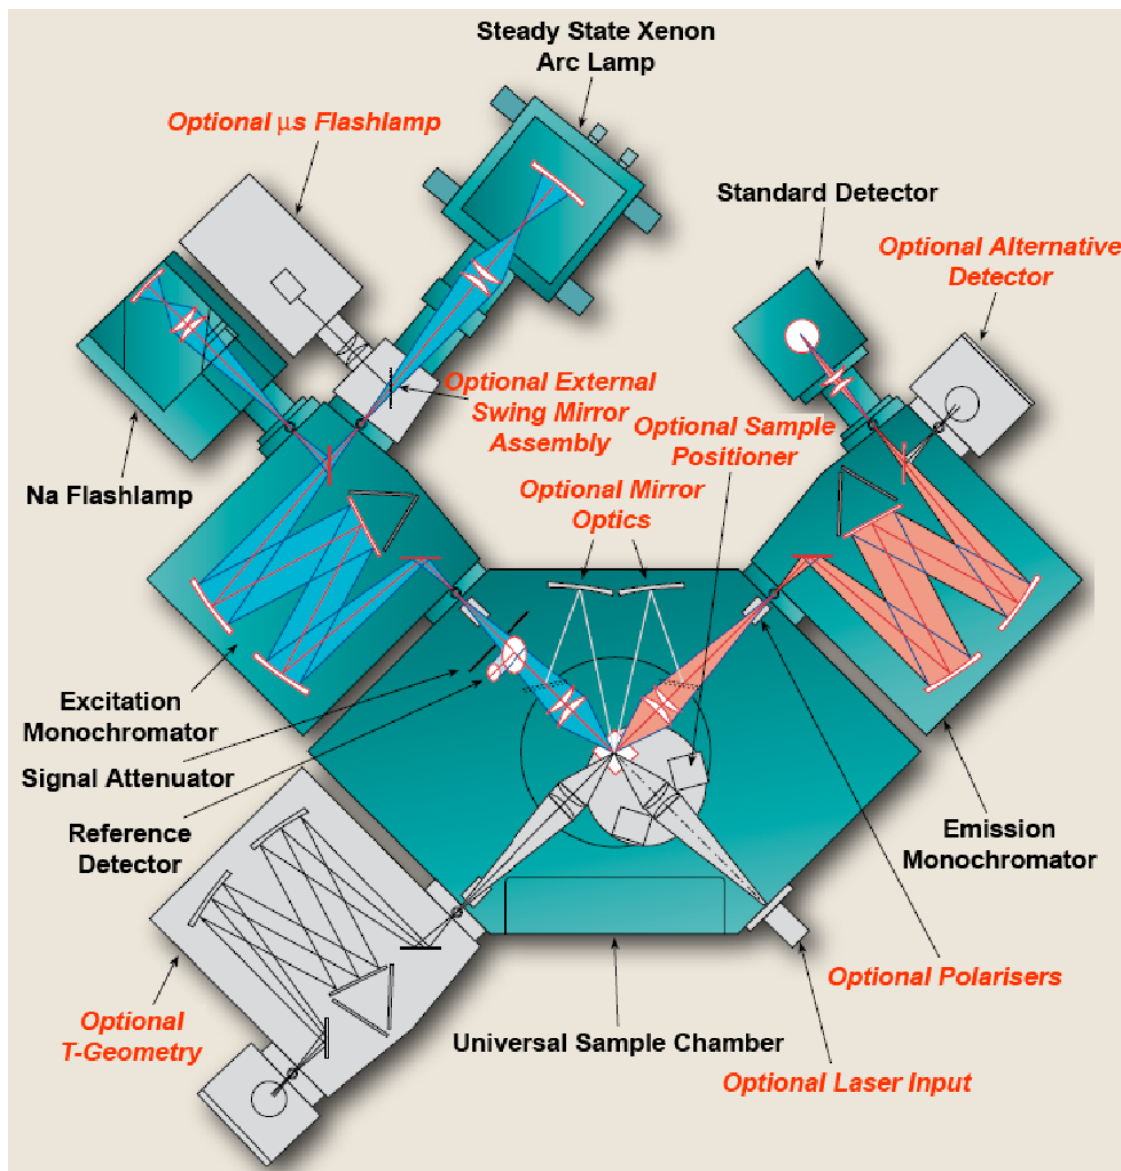 Steady State Xenon
Arc Lamp
Optional μs Flashlamp
Standard Detector
Optional Alternative
Detector
Optional External
Swing Mirror
Assembly
Optional Sample
Positioner
Na Flashlamp
Optional Mirror
Optics
Excitation
Monochromator
Signal Attenuator
Reference
Detector
Emission
Monochromator
Optional Polarisers
Optional
T-Geometry
Universal Sample Chamber
Optional Laser Input